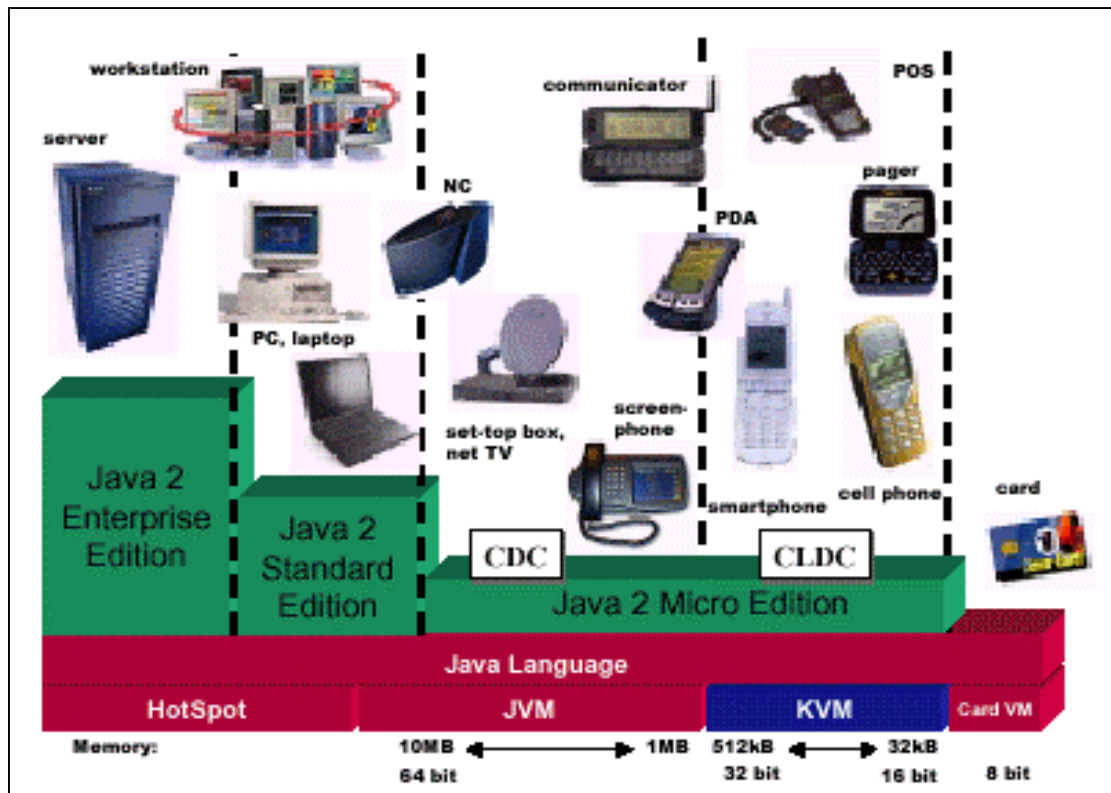 workstation
server
communicator
POS
NC
pager
PDA
PC, laptop
set-top box,
net TV
screen-
phone
smartphone
cell phone
card
Java 2
Enterprise
Edition
Java 2
Standard
Edition
CDC
CLDC
Java 2 Micro Edition
Java Language
HotSpot
JVM
KVM
Card VM
Memory:
10MB
1MB
512kB
32kB
64 bit
32 bit
16 bit
8 bit